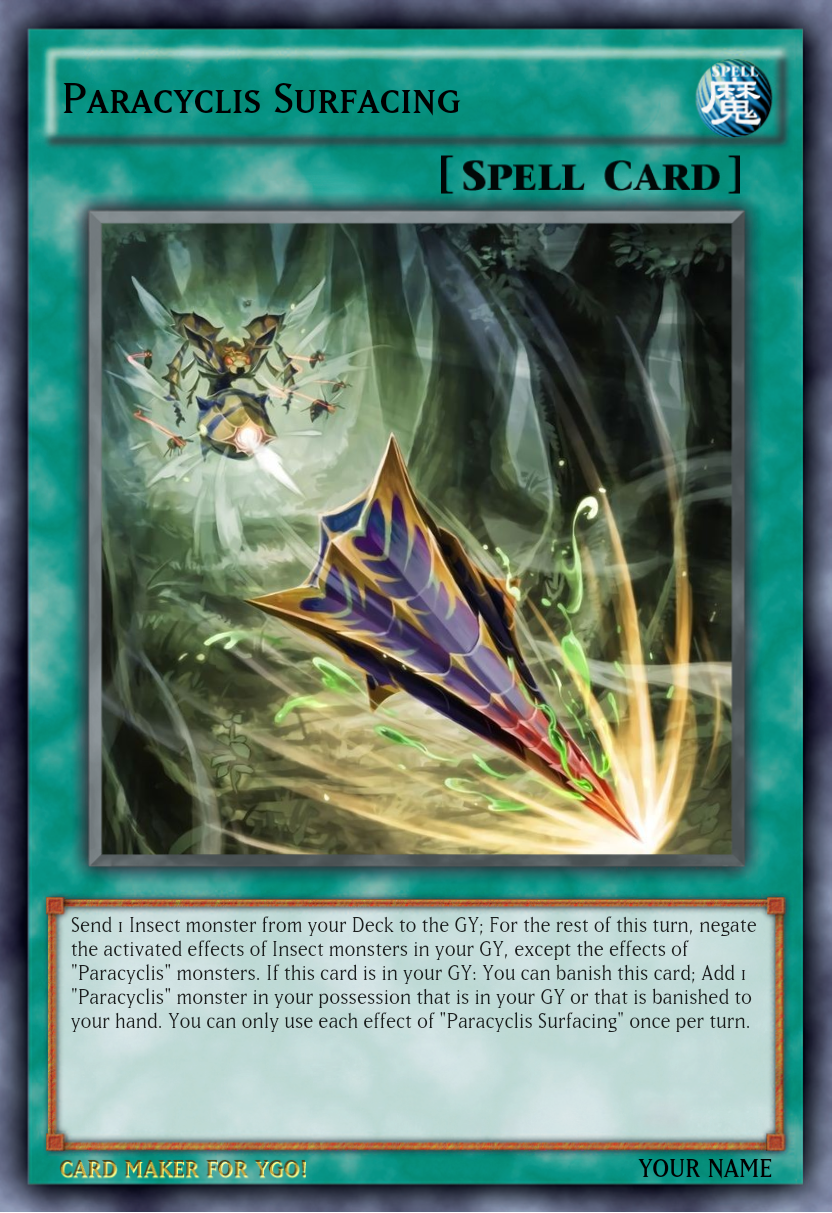 Paracyclis Surfacing
SPELL
魔
[Spell Card]
Send 1 Insect monster from your Deck to the GY; For the rest of this turn, negate
the activated effects of Insect monsters in your GY, except the effects of
"Paracyclis" monsters. If this card is in your GY: You can banish this card; Add 1
"Paracyclis" monster in your possession that is in your GY or that is banished to
your hand. You can only use each effect of "Paracyclis Surfacing" once per turn.
CARD MAKER FOR YGO!
YOUR NAME